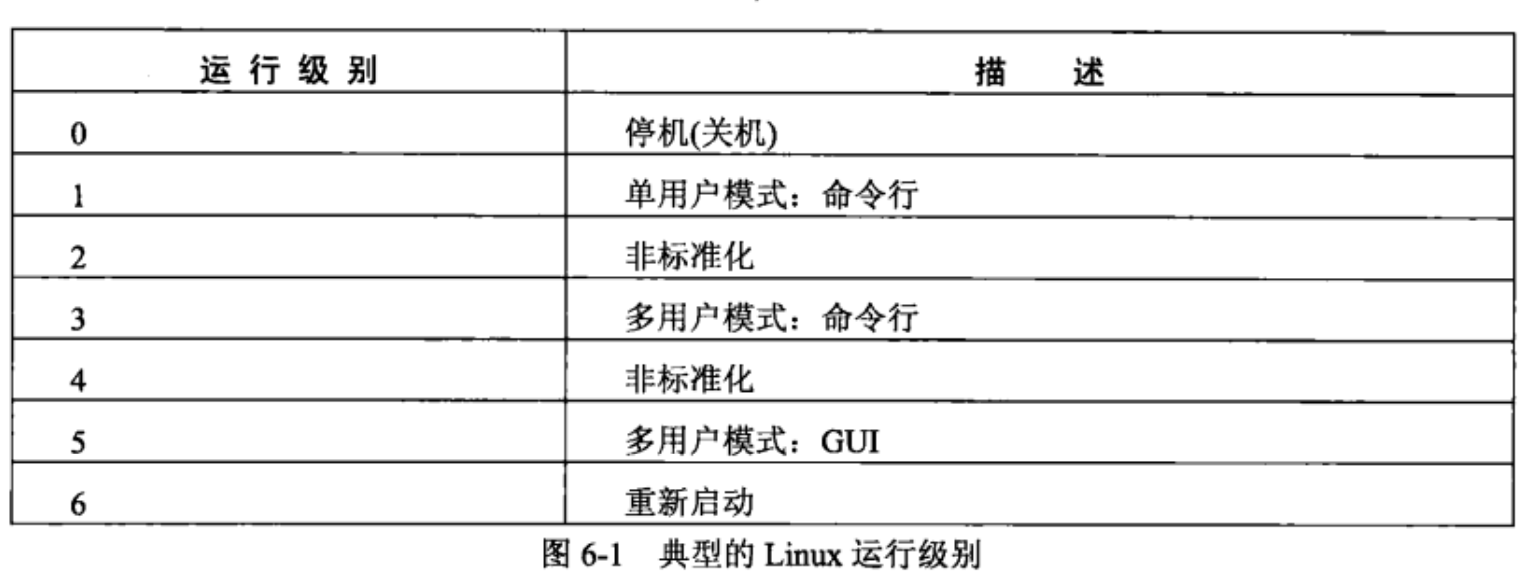 运行级别 描述
0 停机(关机)
1 单用户模式：命令行
2 非标准化
3 多用户模式：命令行
4 非标准化
5 多用户模式：GUI
6 重新启动
图 6-1 典型的 Linux 运行级别